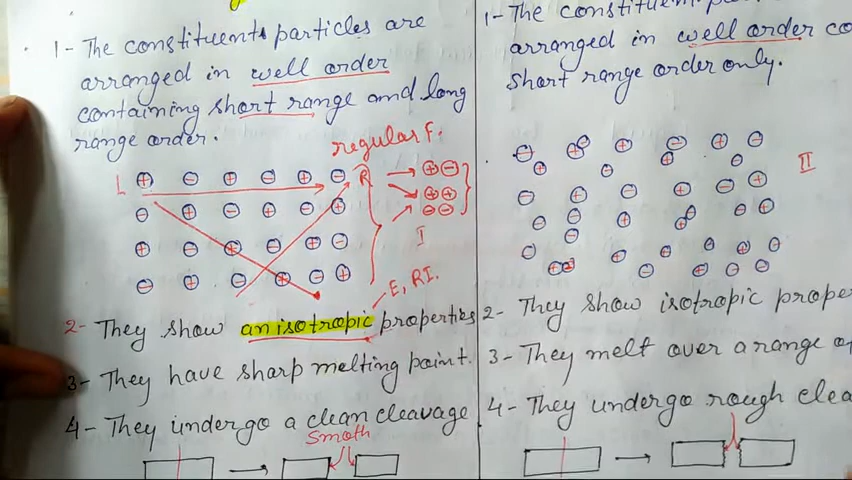 1- The constituents particles are
arranged in well order
containing short range and long
range order.
regular F.
L
R
I
E, RI.
2- They show anisotropic properties
3- They have sharp melting point.
4- They undergo a clean cleavage
Smoth
1- The
arranged in well order
short range order only.
II
2- They show isotropic
3- They melt over a range
4- They undergo rough